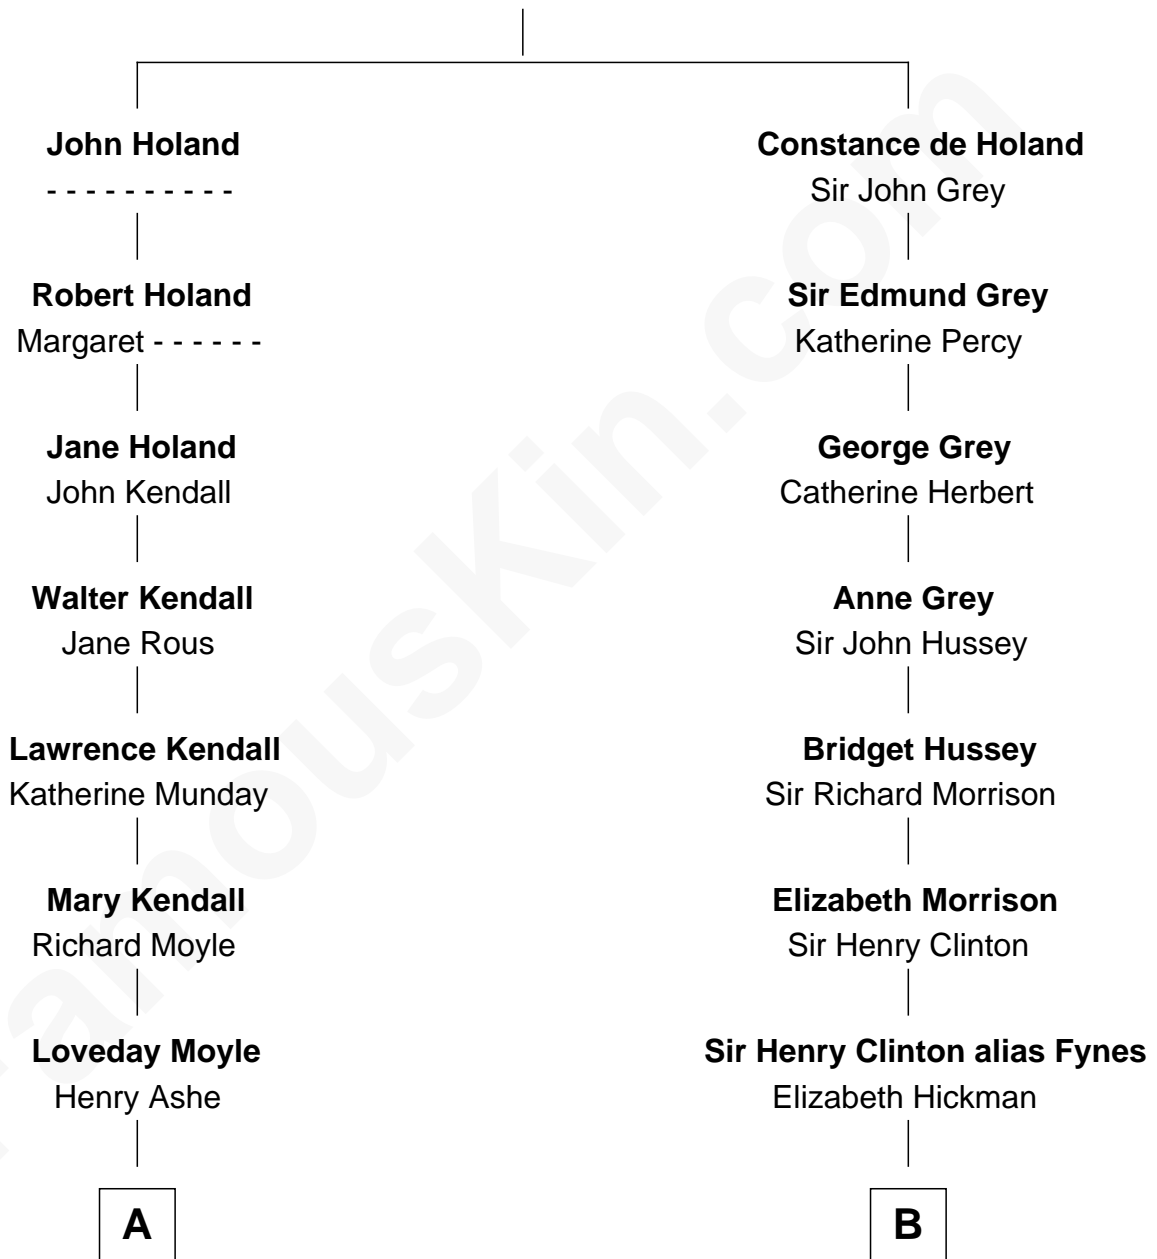 John Holand
- - - - - - - - - -
Robert Holand
Margaret - - - - - -
Jane Holand
John Kendall
Walter Kendall
Jane Rous
Lawrence Kendall
Katherine Munday
Mary Kendall
Richard Moyle
Loveday Moyle
Henry Ashe
A
Constance de Holand
Sir John Grey
Sir Edmund Grey
Katherine Percy
George Grey
Catherine Herbert
Anne Grey
Sir John Hussey
Bridget Hussey
Sir Richard Morrison
Elizabeth Morrison
Sir Henry Clinton
Sir Henry Clinton alias Fynes
Elizabeth Hickman
B
FamousKin.com